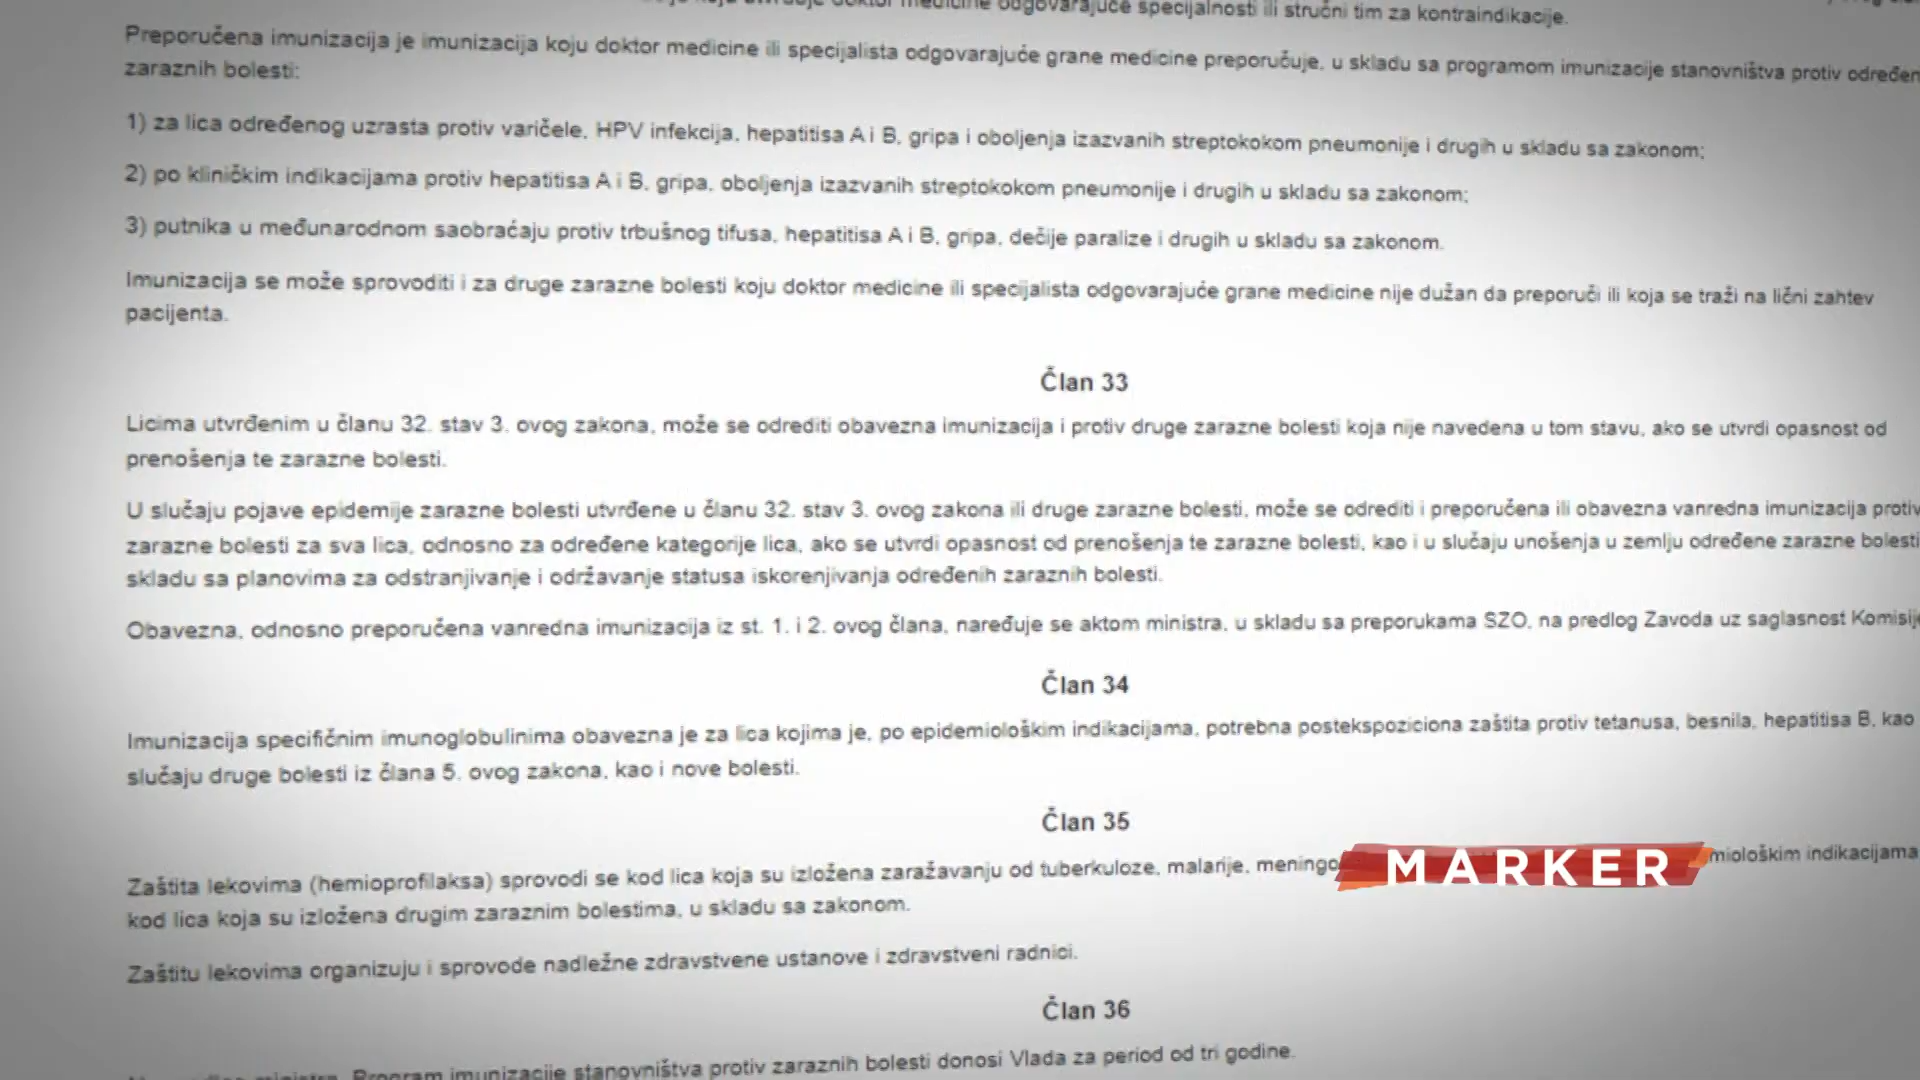 doktor medicine odgovarajuće specijalnosti ili stručni tim za kontraindikacije.
Preporučena imunizacija je imunizacija koju doktor medicine ili specijalista odgovarajuće grane medicine preporučuje, u skladu sa programom imunizacije stanovništva protiv određen
zaraznih bolesti:
1) za lica određenog uzrasta protiv varičele, HPV infekcija, hepatitisa A i B, gripa i oboljenja izazvanih streptokokom pneumonije i drugih u skladu sa zakonom;
2) po kliničkim indikacijama protiv hepatitisa A i B, gripa, oboljenja izazvanih streptokokom pneumonije i drugih u skladu sa zakonom;
3) putnika u međunarodnom saobraćaju protiv trbušnog tifusa, hepatitisa A i B, gripa, dečije paralize i drugih u skladu sa zakonom.
Imunizacija se može sprovoditi i za druge zarazne bolesti koju doktor medicine ili specijalista odgovarajuće grane medicine nije dužan da preporuči ili koja se traži na lični zahtev
pacijenta.
Član 33
Licima utvrđenim u članu 32. stav 3. ovog zakona, može se odrediti obavezna imunizacija i protiv druge zarazne bolesti koja nije navedena u tom stavu, ako se utvrdi opasnost od
prenošenja te zarazne bolesti.
U slučaju pojave epidemije zarazne bolesti utvrđene u članu 32. stav 3. ovog zakona ili druge zarazne bolesti, može se odrediti i preporučena ili obavezna vanredna imunizacija protiv
zarazne bolesti za sva lica, odnosno za određene kategorije lica, ako se utvrdi opasnost od prenošenja te zarazne bolesti, kao i u slučaju unošenja u zemlju određene zarazne bolesti
skladu sa planovima za odstranjivanje i održavanje statusa iskorenjivanja određenih zaraznih bolesti.
Obavezna, odnosno preporučena vanredna imunizacija iz st. 1. i 2. ovog člana, naređuje se aktom ministra, u skladu sa preporukama SZO, na predlog Zavoda uz saglasnost Komisije
Član 34
Imunizacija specifičnim imunoglobulinima obavezna je za lica kojima je, po epidemiološkim indikacijama, potrebna postekspoziciona zaštita protiv tetanusa, besnila, hepatitisa B, kao
slučaju druge bolesti iz člana 5. ovog zakona, kao i nove bolesti.
Član 35
Zaštita lekovima (hemioprofilaksa) sprovodi se kod lica koja su izložena zaražavanju od tuberkuloze, malarije, meningo MARKER miološkim indikacijama
kod lica koja su izložena drugim zaraznim bolestima, u skladu sa zakonom.
Zaštitu lekovima organizuju i sprovode nadležne zdravstvene ustanove i zdravstveni radnici.
Član 36
Program imunizacije stanovništva protiv zaraznih bolesti donosi Vlada za period od tri godine.